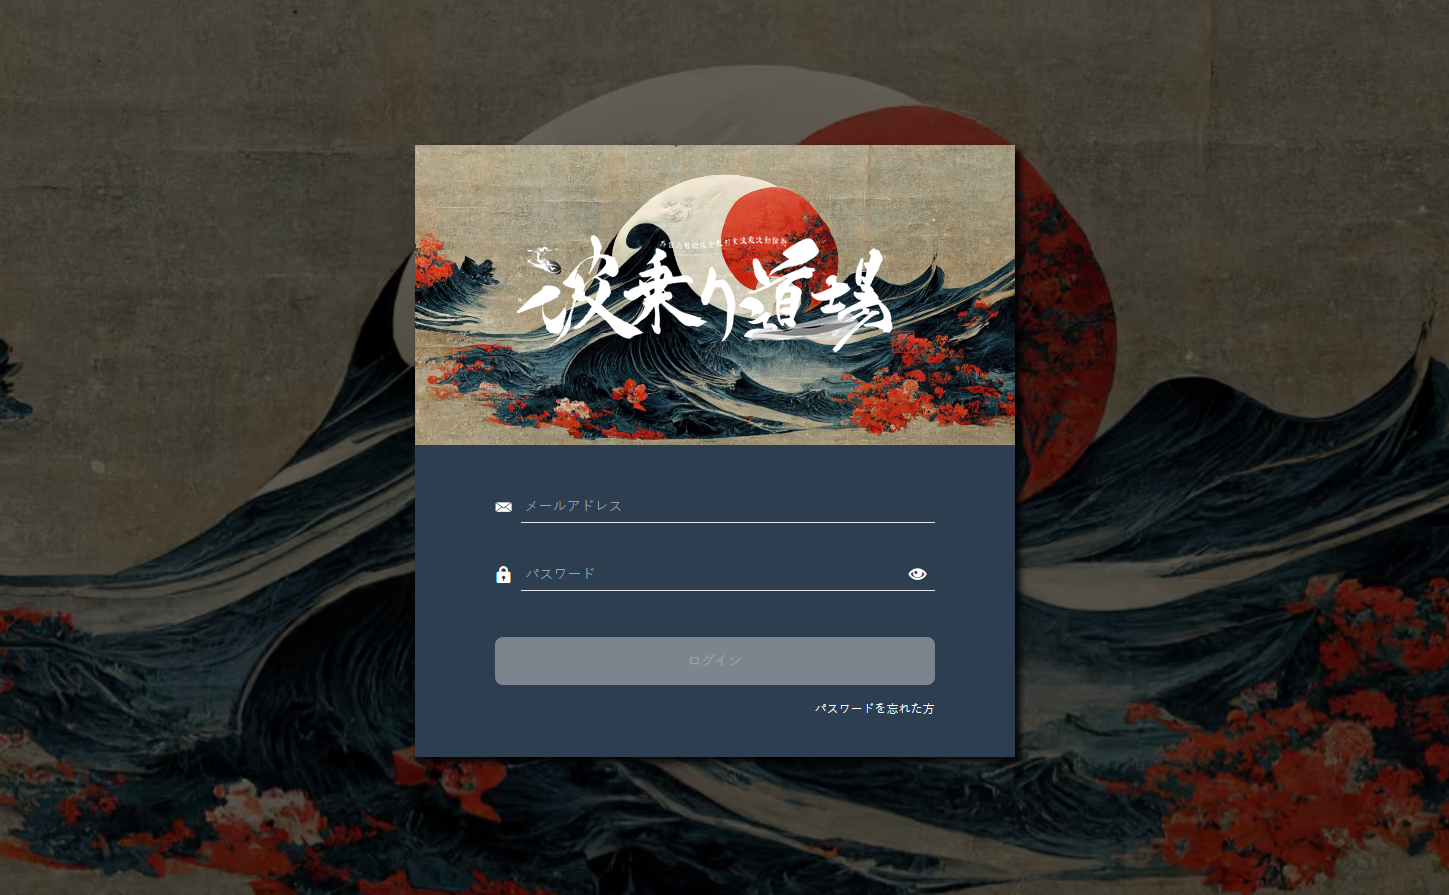 波乗り道場
メールアドレス
パスワード
ログイン
パスワードを忘れた方